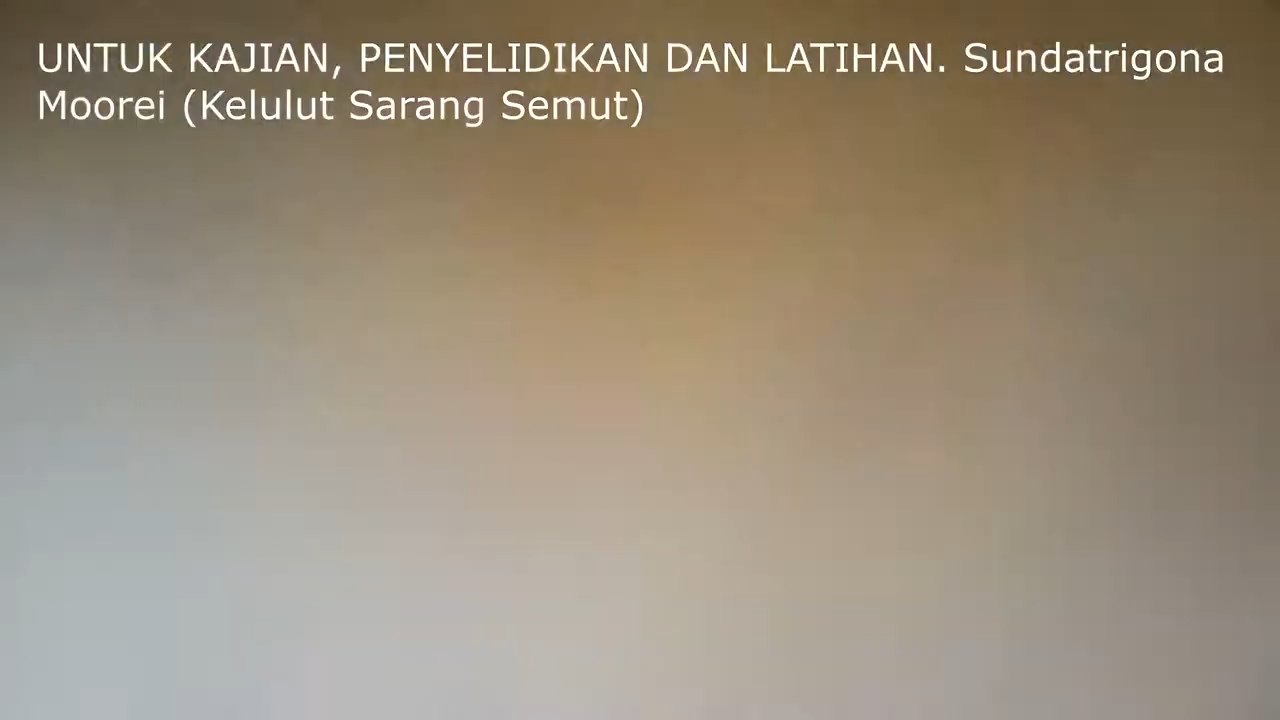 UNTUK KAJIAN, PENYELIDIKAN DAN LATIHAN. Sundatrigona
Moorei (Kelulut Sarang Semut)